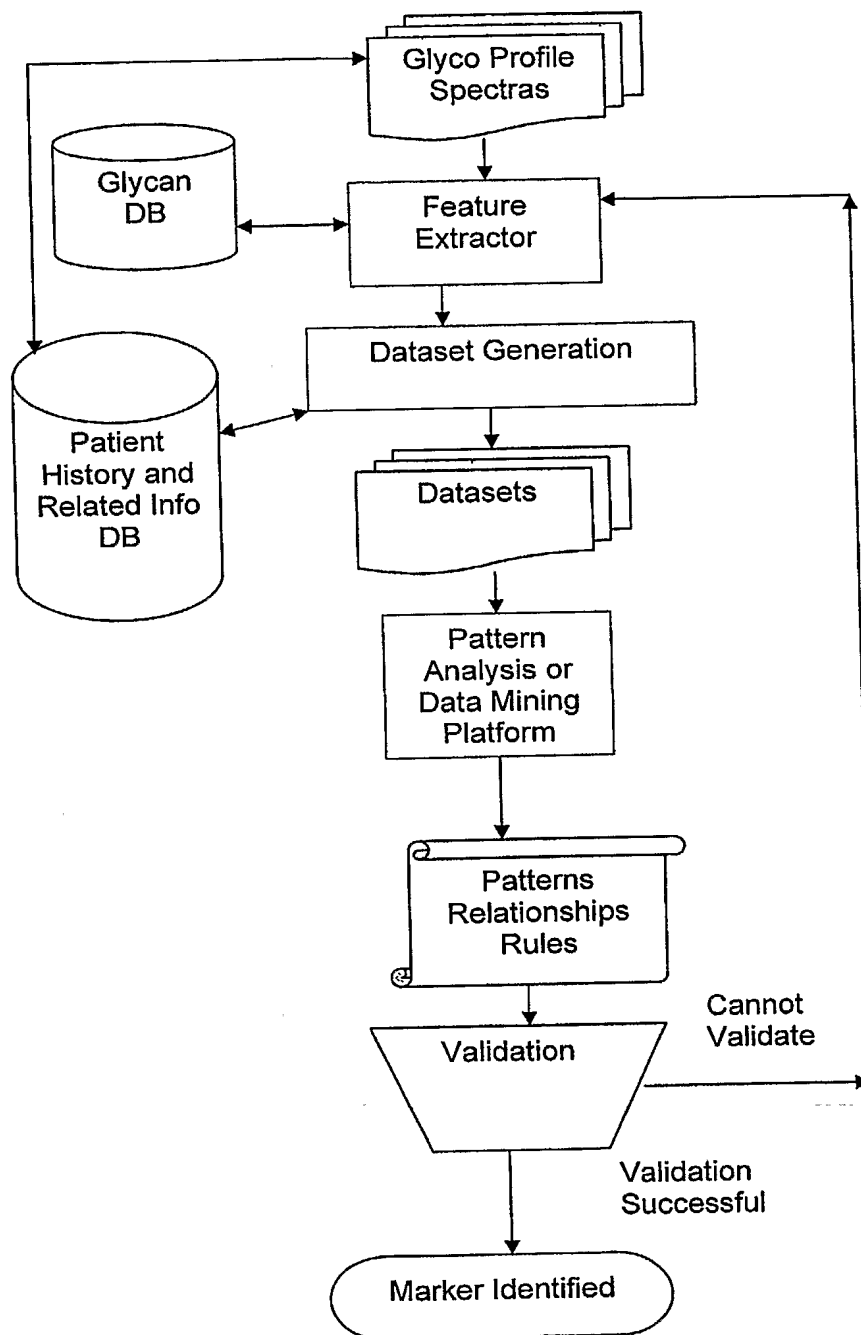 Glyco Profile
Spectras
Glycan
DB
Feature
Extractor
Dataset Generation
Patient
History and
Related Info
DB
Datasets
Pattern
Analysis or
Data Mining
Platform
Patterns
Relationships
Rules
Cannot
Validate
Validation
Validation
Successful
Marker Identified